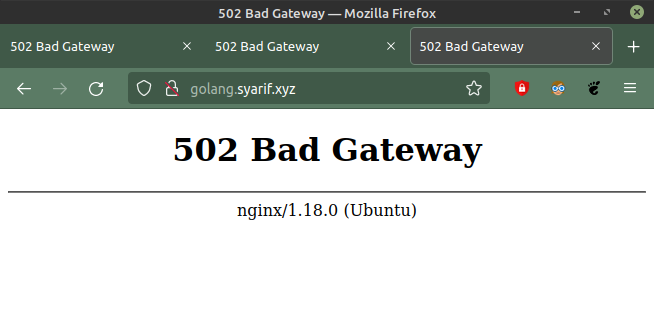 502 Bad Gateway — Mozilla Firefox
502 Bad Gateway
502 Bad Gateway
502 Bad Gateway
golang.syarif.xyz
502 Bad Gateway
nginx/1.18.0 (Ubuntu)